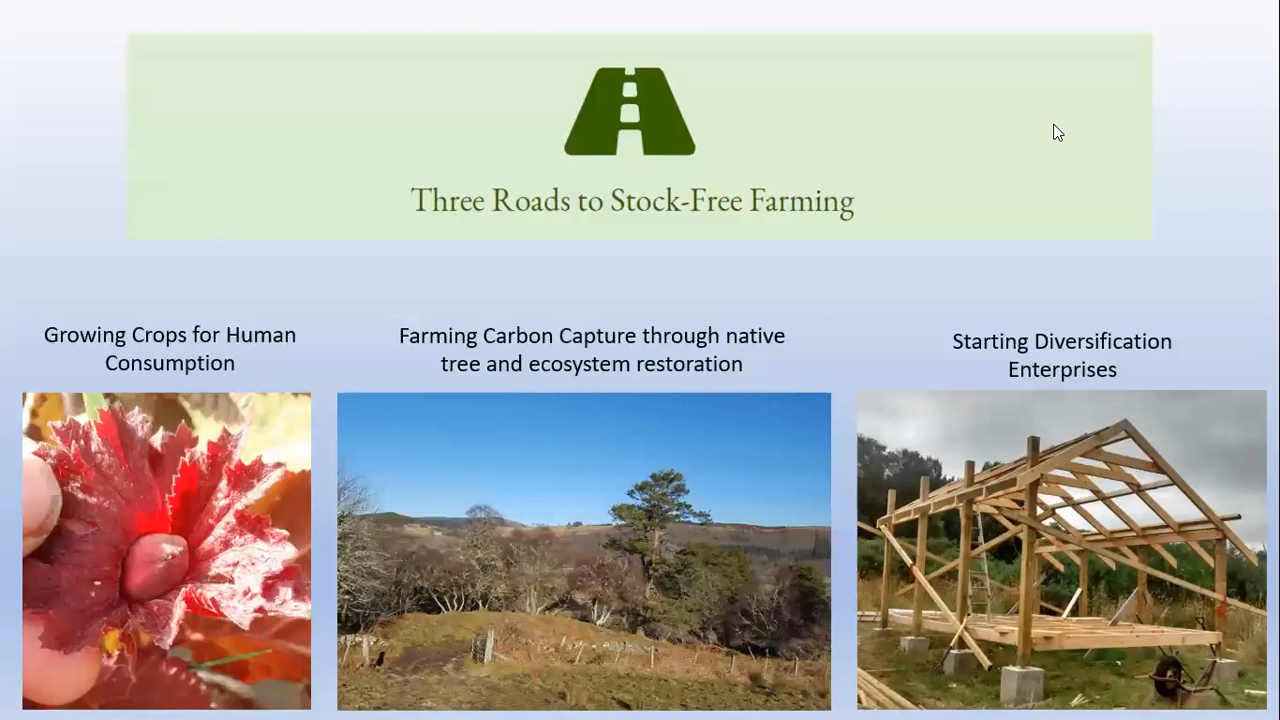 Three Roads to Stock-Free Farming
Growing Crops for Human
Consumption
Farming Carbon Capture through native
tree and ecosystem restoration
Starting Diversification
Enterprises